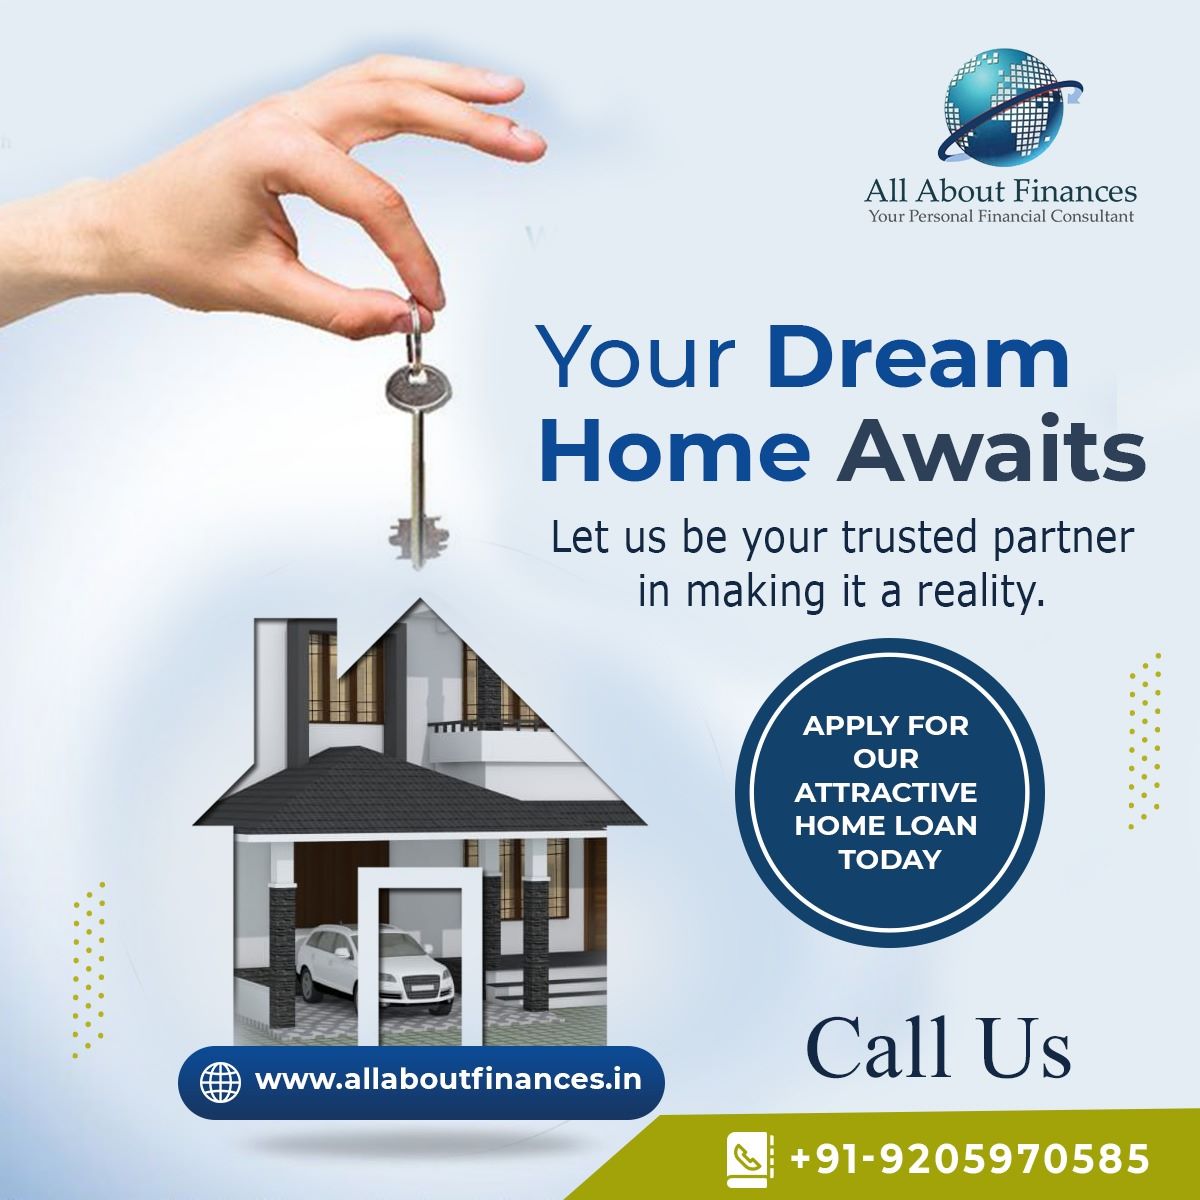 All About Finances
Your Personal Financial Consultant
Your Dream
Home Awaits
Let us be your trusted partner
in making it a reality.
APPLY FOR
OUR
ATTRACTIVE
HOME LOAN
TODAY
Call Us
www.allaboutfinances.in
+91-9205970585